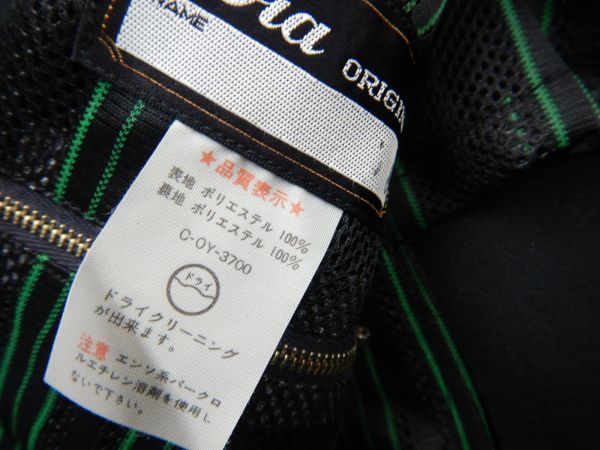 NAME
ORIGIN
★品質表示★
表地 ポリエステル 100%
裏地 ポリエステル 100%
C-OY-3700
ドライ
ドライクリーニング
が出来ます。
注意 エンソ系パークロ
ルエチレン溶剤を使用し
ないで下さい。